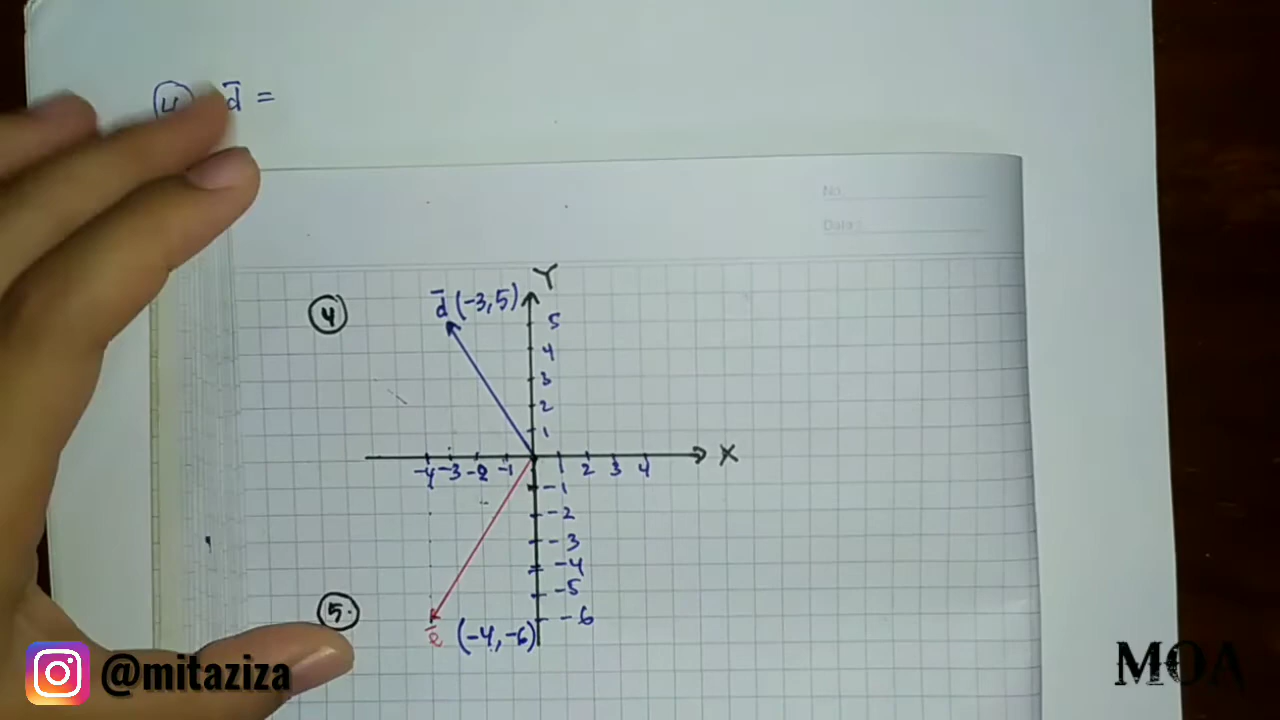 4 d̅ =
No.
Date:
Y
4
d̅ (-3,5)
5
4
3
2
1
X
-4 -3 -2 -1 1 2 3 4
-1
-2
-3
-4
-5
-6
5.
e̅ (-4,-6)
@mitaziza
MOA